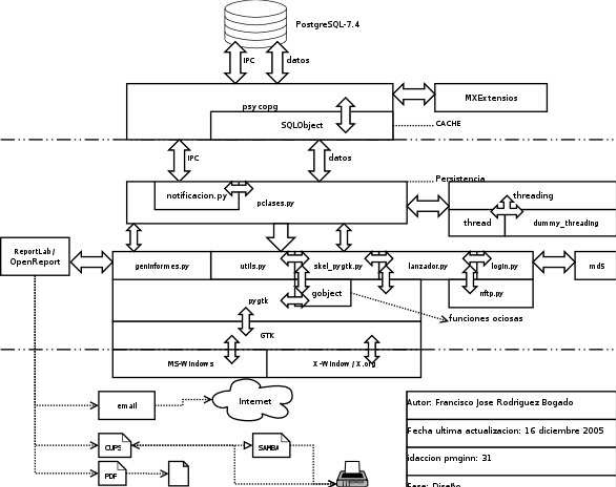 PostgreSQL-7.4
IPC
datos
psycopg
MXExtensios
SQLObject
CACHE
IPC
datos
Persistencia
notificacion.py
pclases.py
threading
thread
dummy_threading
ReportLab /
OpenReport
geninformes.py
utils.py
skel_pygtk.py
lanzador.py
login.py
md5
pygtk
gobject
nftp.py
funciones ociosas
GTK
MS-Windows
X-Window / X.org
email
Internet
Autor: Francisco Jose Rodriguez Bogado
Fecha ultima actualizacion: 16 diciembre 2005
CUPS
SAMBA
idaccion pmginn: 31
PDF
Fase: Diseño